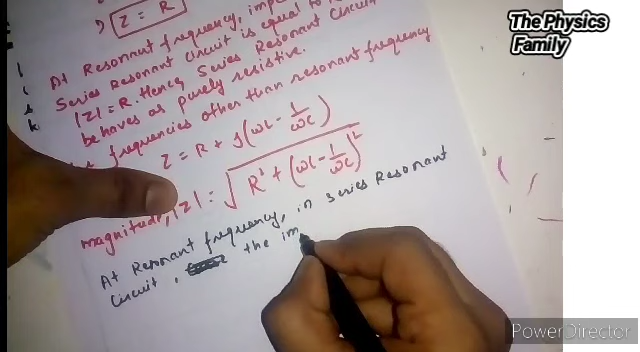 The Physics
Family
Z = R
At Resonant frequency,
Series Resonant circuit is equal to
|Z| = R. Hence, Series Resonant Circuit
behaves as purely resistive.
frequencies other than resonant frequency
Z = R + j(ωL - 1/ωC)
magnitude, |Z| = √R² + (ωL - 1/ωC)²
At Resonant frequency, in series Resonant
Circuit, the im
PowerDirector